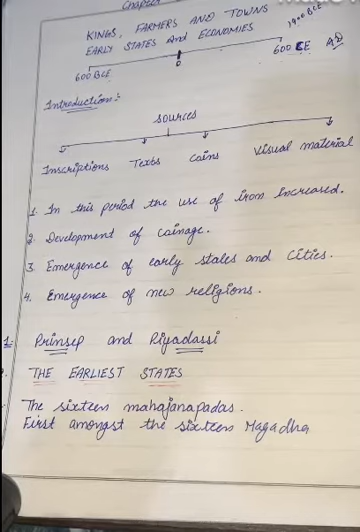 Chapter
KINGS, FARMERS AND TOWNS
EARLY STATES and ECONOMIES
1900 BCE
600 BCE
0
600 CE AD
Introduction:-
Sources
Inscriptions Texts Coins Visual material
1. In this period the use of iron increased.
2. Development of coinage.
3. Emergence of early states and cities.
4. Emergence of new religions.
1:- Prinsep and Piyadassi
THE EARLIEST STATES
The sixteen mahajanapadas.
First amongst the sixteen Magadha